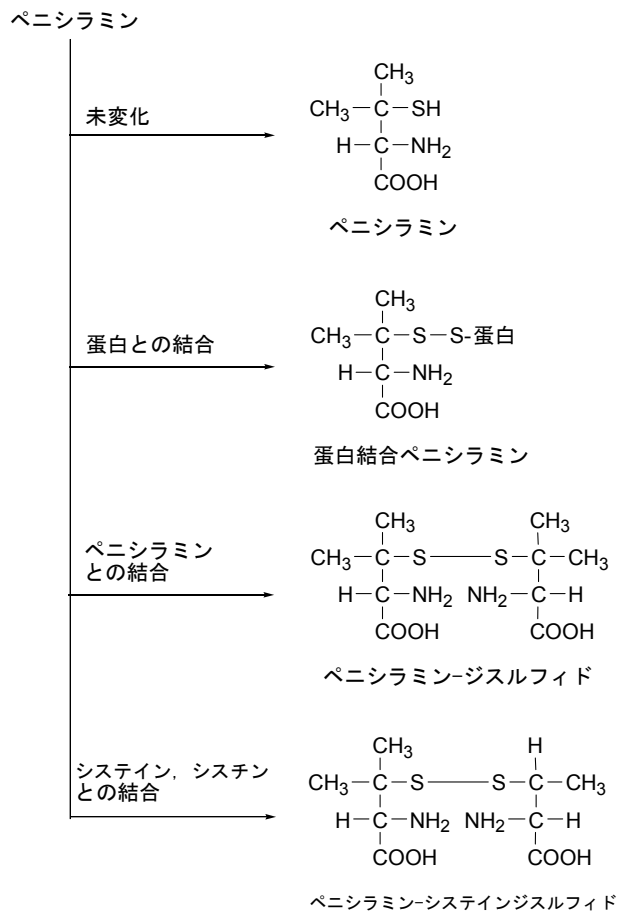 ペニシラミン
未変化
CH3
CH3－C－SH
H－C－NH2
COOH
ペニシラミン
蛋白との結合
CH3
CH3－C－S－S-蛋白
H－C－NH2
COOH
蛋白結合ペニシラミン
ペニシラミン
との結合
CH3 CH3
CH3－C－S－S－C－CH3
H－C－NH2 NH2－C－H
COOH COOH
ペニシラミン-ジスルフィド
システイン，シスチン
との結合
CH3 H
CH3－C－S－S－C－CH3
H－C－NH2 NH2－C－H
COOH COOH
ペニシラミン-システインジスルフィド